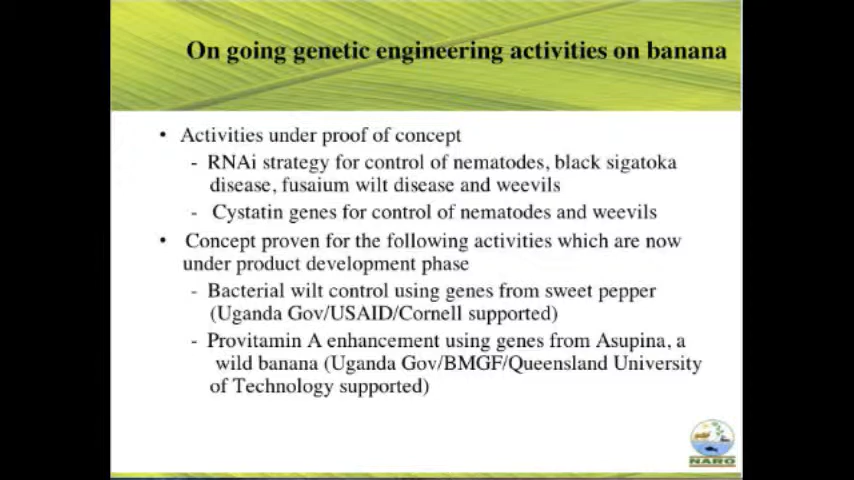 On going genetic engineering activities on banana
• Activities under proof of concept
- RNAi strategy for control of nematodes, black sigatoka
disease, fusaium wilt disease and weevils
- Cystatin genes for control of nematodes and weevils
• Concept proven for the following activities which are now
under product development phase
- Bacterial wilt control using genes from sweet pepper
(Uganda Gov/USAID/Cornell supported)
- Provitamin A enhancement using genes from Asupina, a
wild banana (Uganda Gov/BMGF/Queensland University
of Technology supported)
NARO